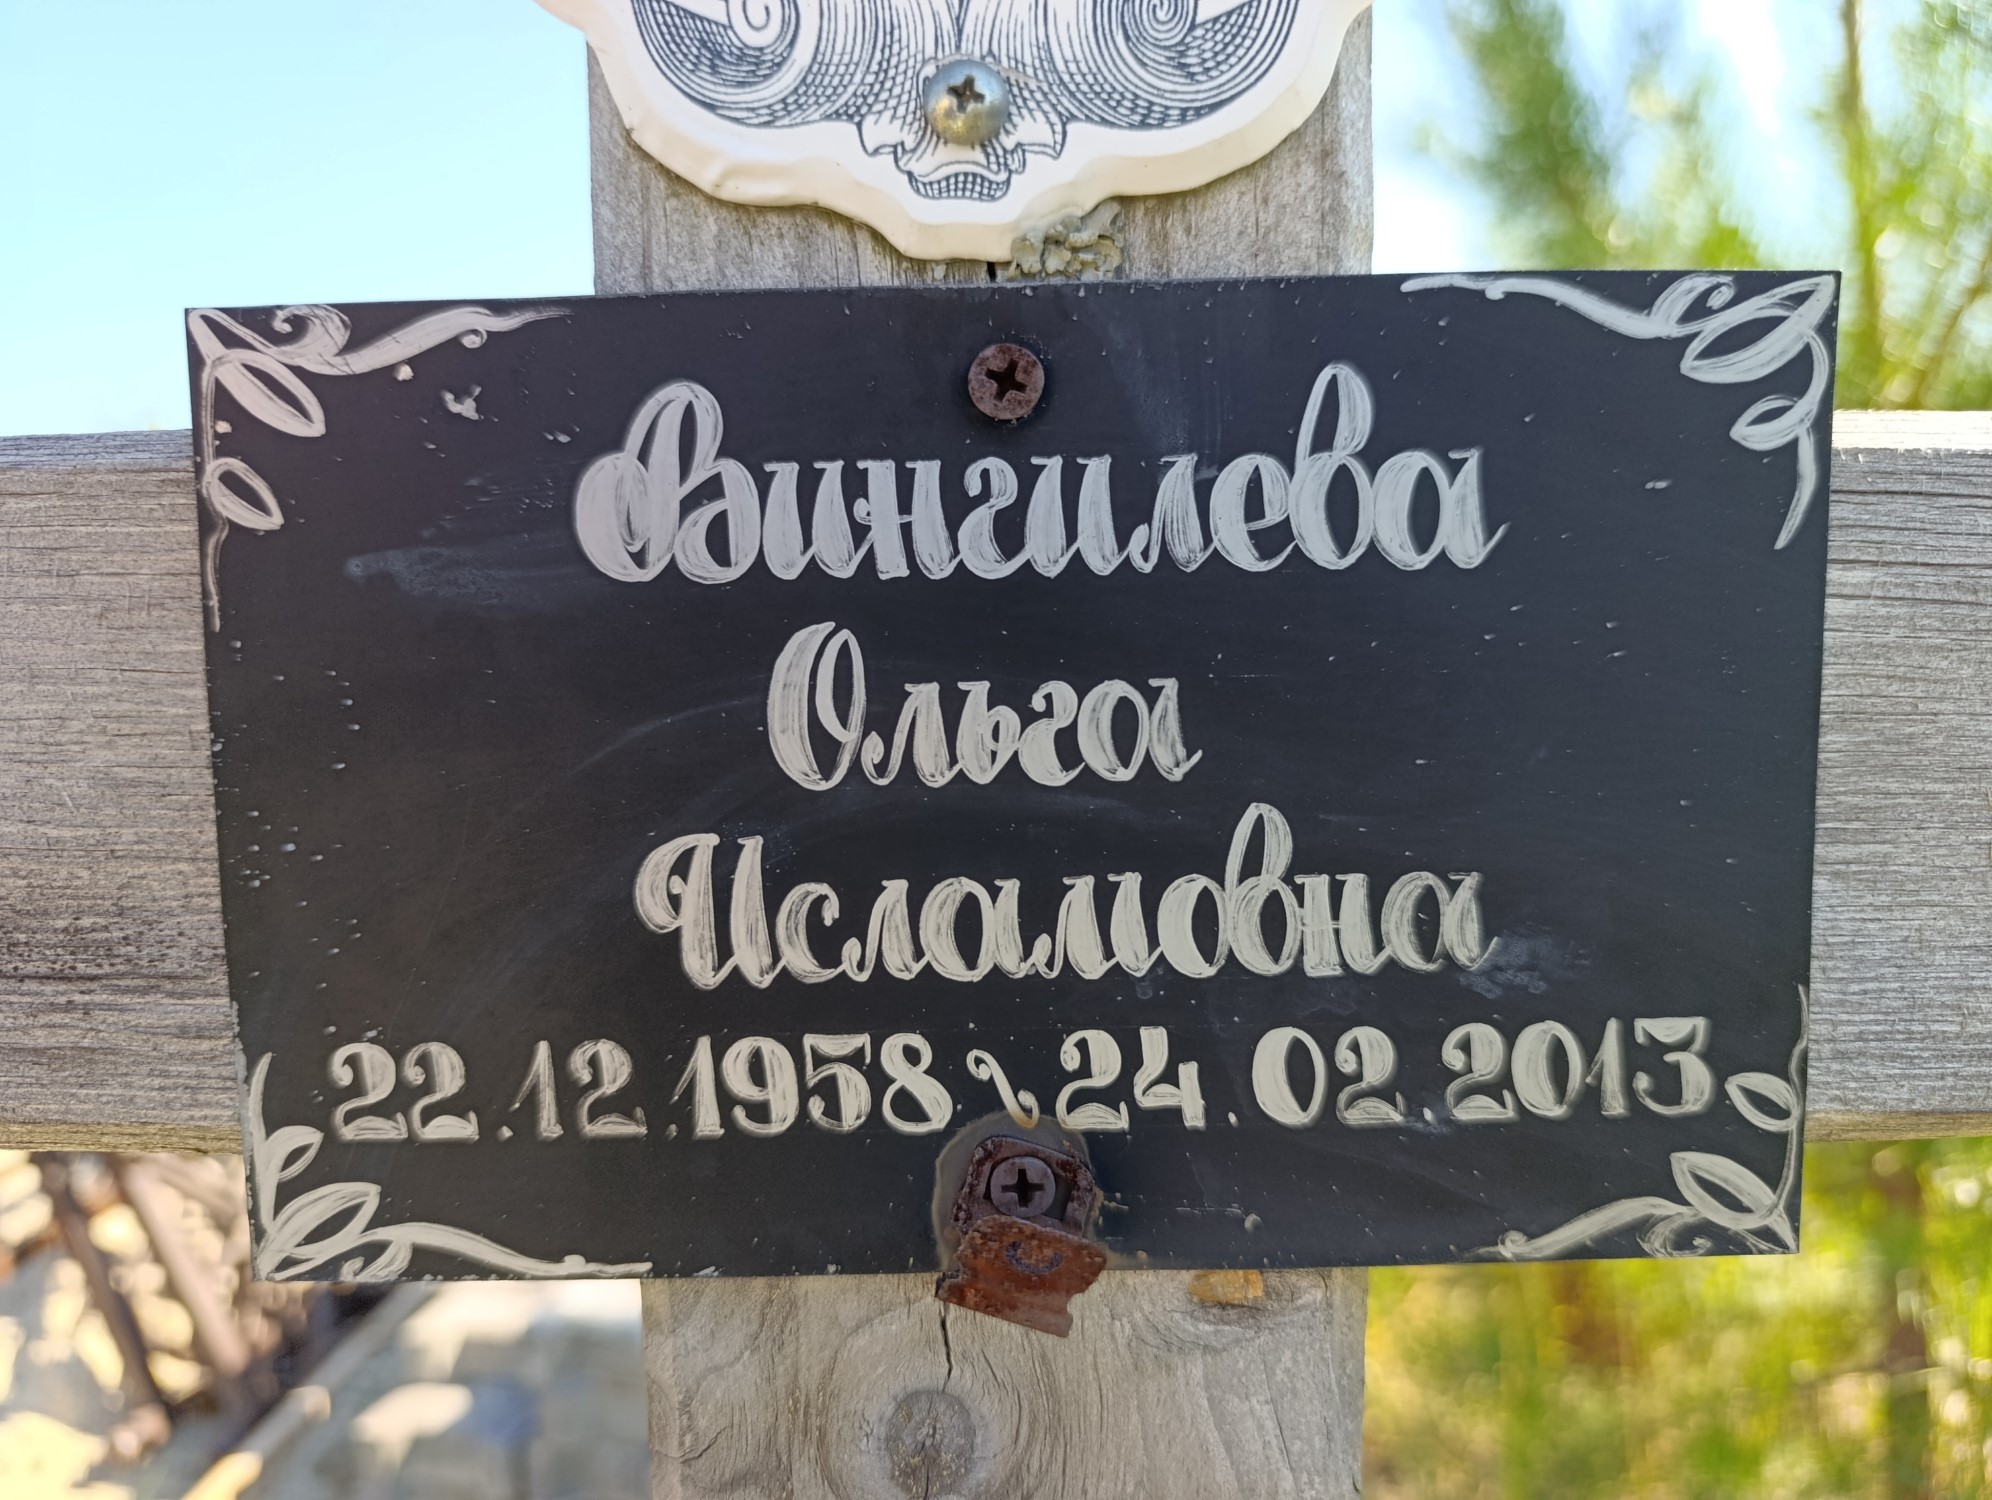 Вингилева
Ольга
Исламовна
22.12.1958 ~ 24.02.2013